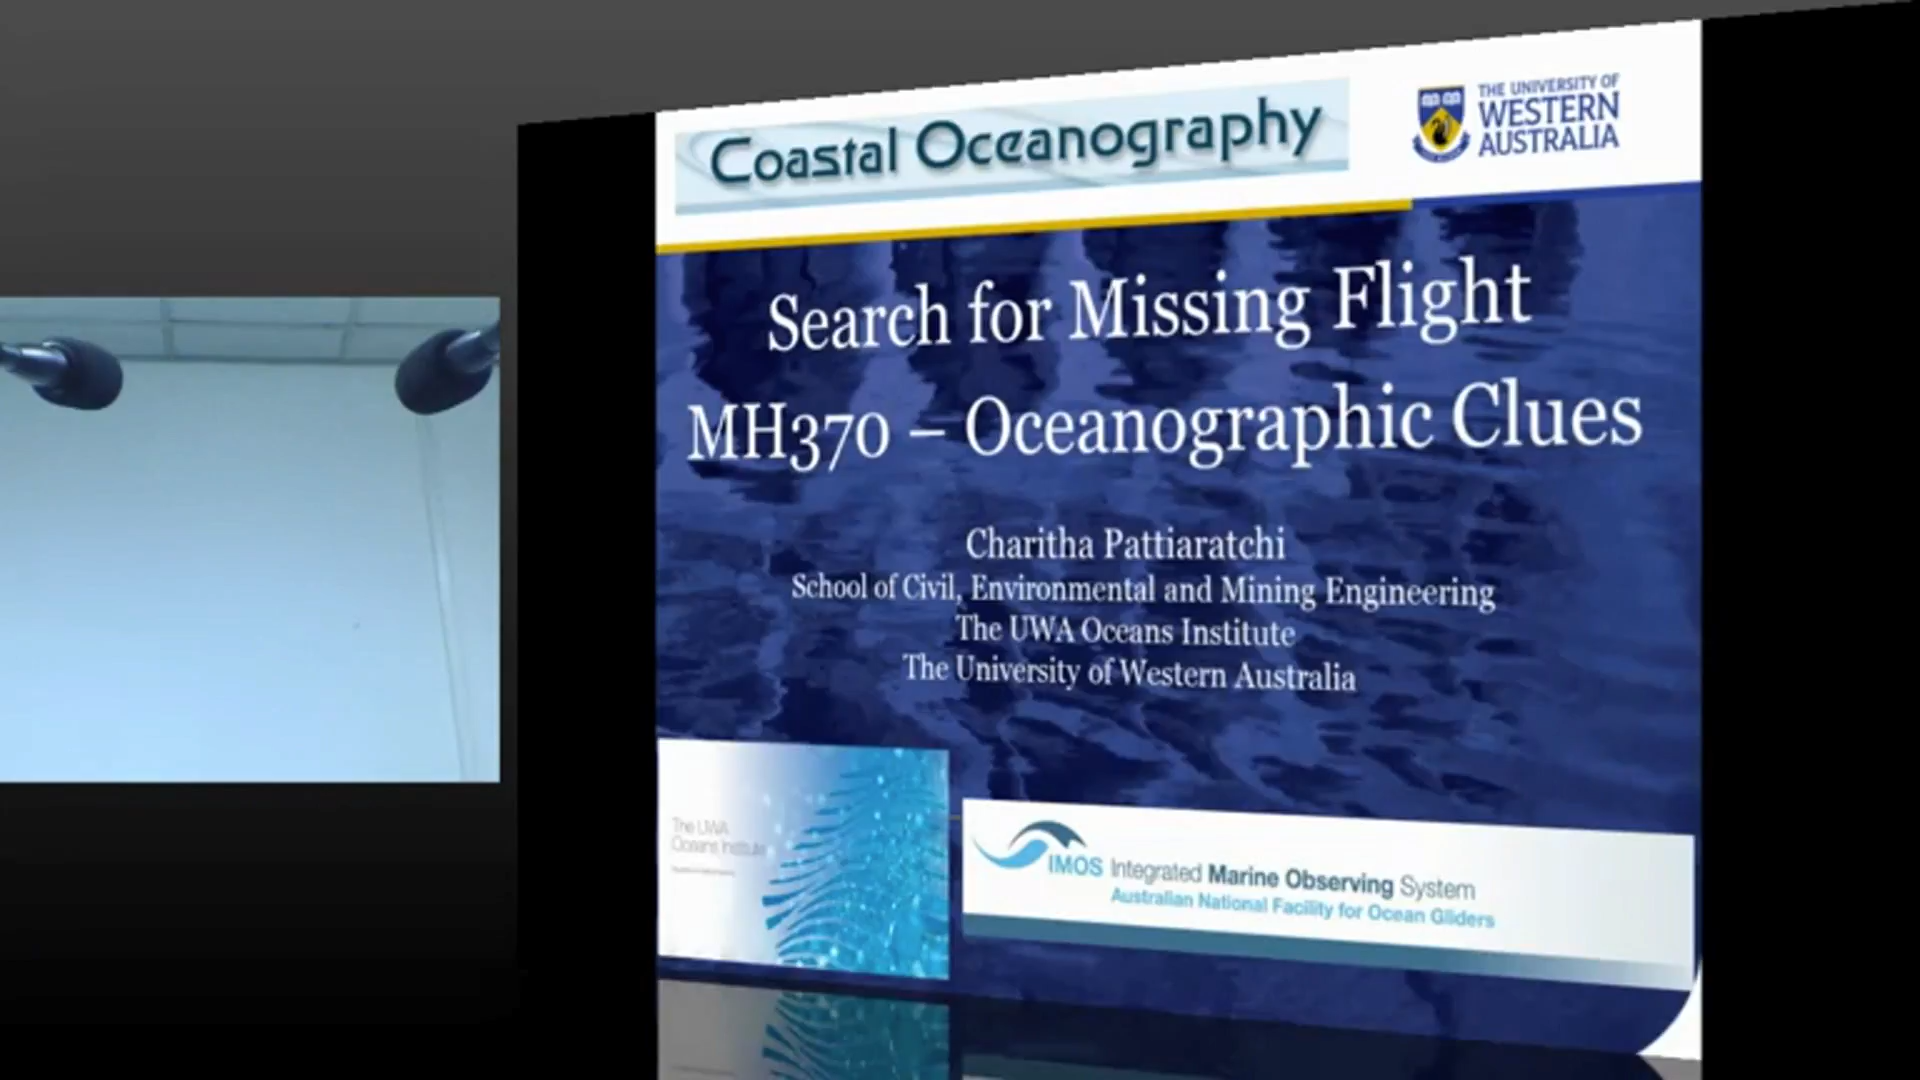 Coastal Oceanography
THE UNIVERSITY OF
WESTERN
AUSTRALIA
Search for Missing Flight
MH370 – Oceanographic Clues
Charitha Pattiaratchi
School of Civil, Environmental and Mining Engineering
The UWA Oceans Institute
The University of Western Australia
The UWA
Oceans Institute
IMOS Integrated Marine Observing System
Australian National Facility for Ocean Gliders